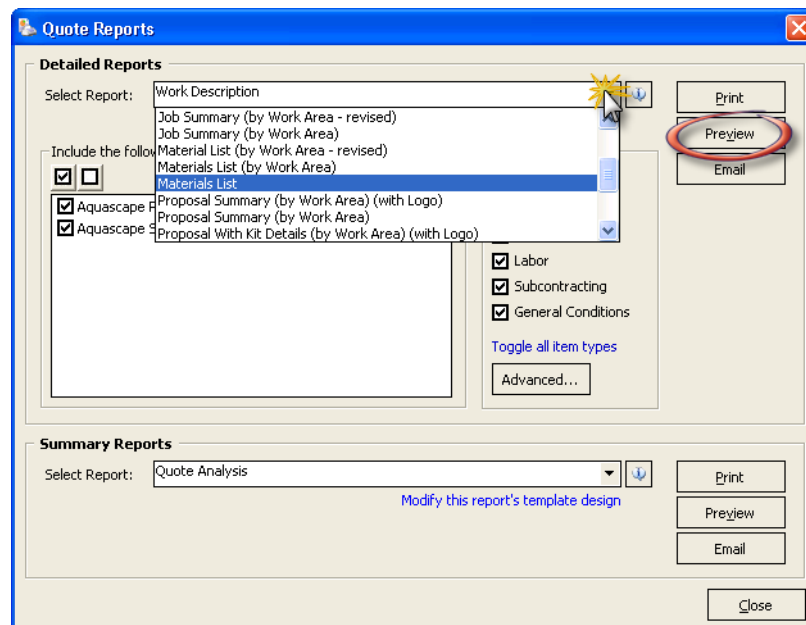 Quote Reports
Detailed Reports
Select Report: Work Description
Print
Job Summary (by Work Area - revised)
Job Summary (by Work Area)
Preview
Include the follow
Material List (by Work Area - revised)
Materials List (by Work Area)
Email
Materials List
Aquascape P
Proposal Summary (by Work Area) (with Logo)
Proposal Summary (by Work Area)
Aquascape S
Proposal With Kit Details (by Work Area) (with Logo)
Labor
Subcontracting
General Conditions
Toggle all item types
Advanced...
Summary Reports
Select Report: Quote Analysis
Print
Modify this report's template design
Preview
Email
Close